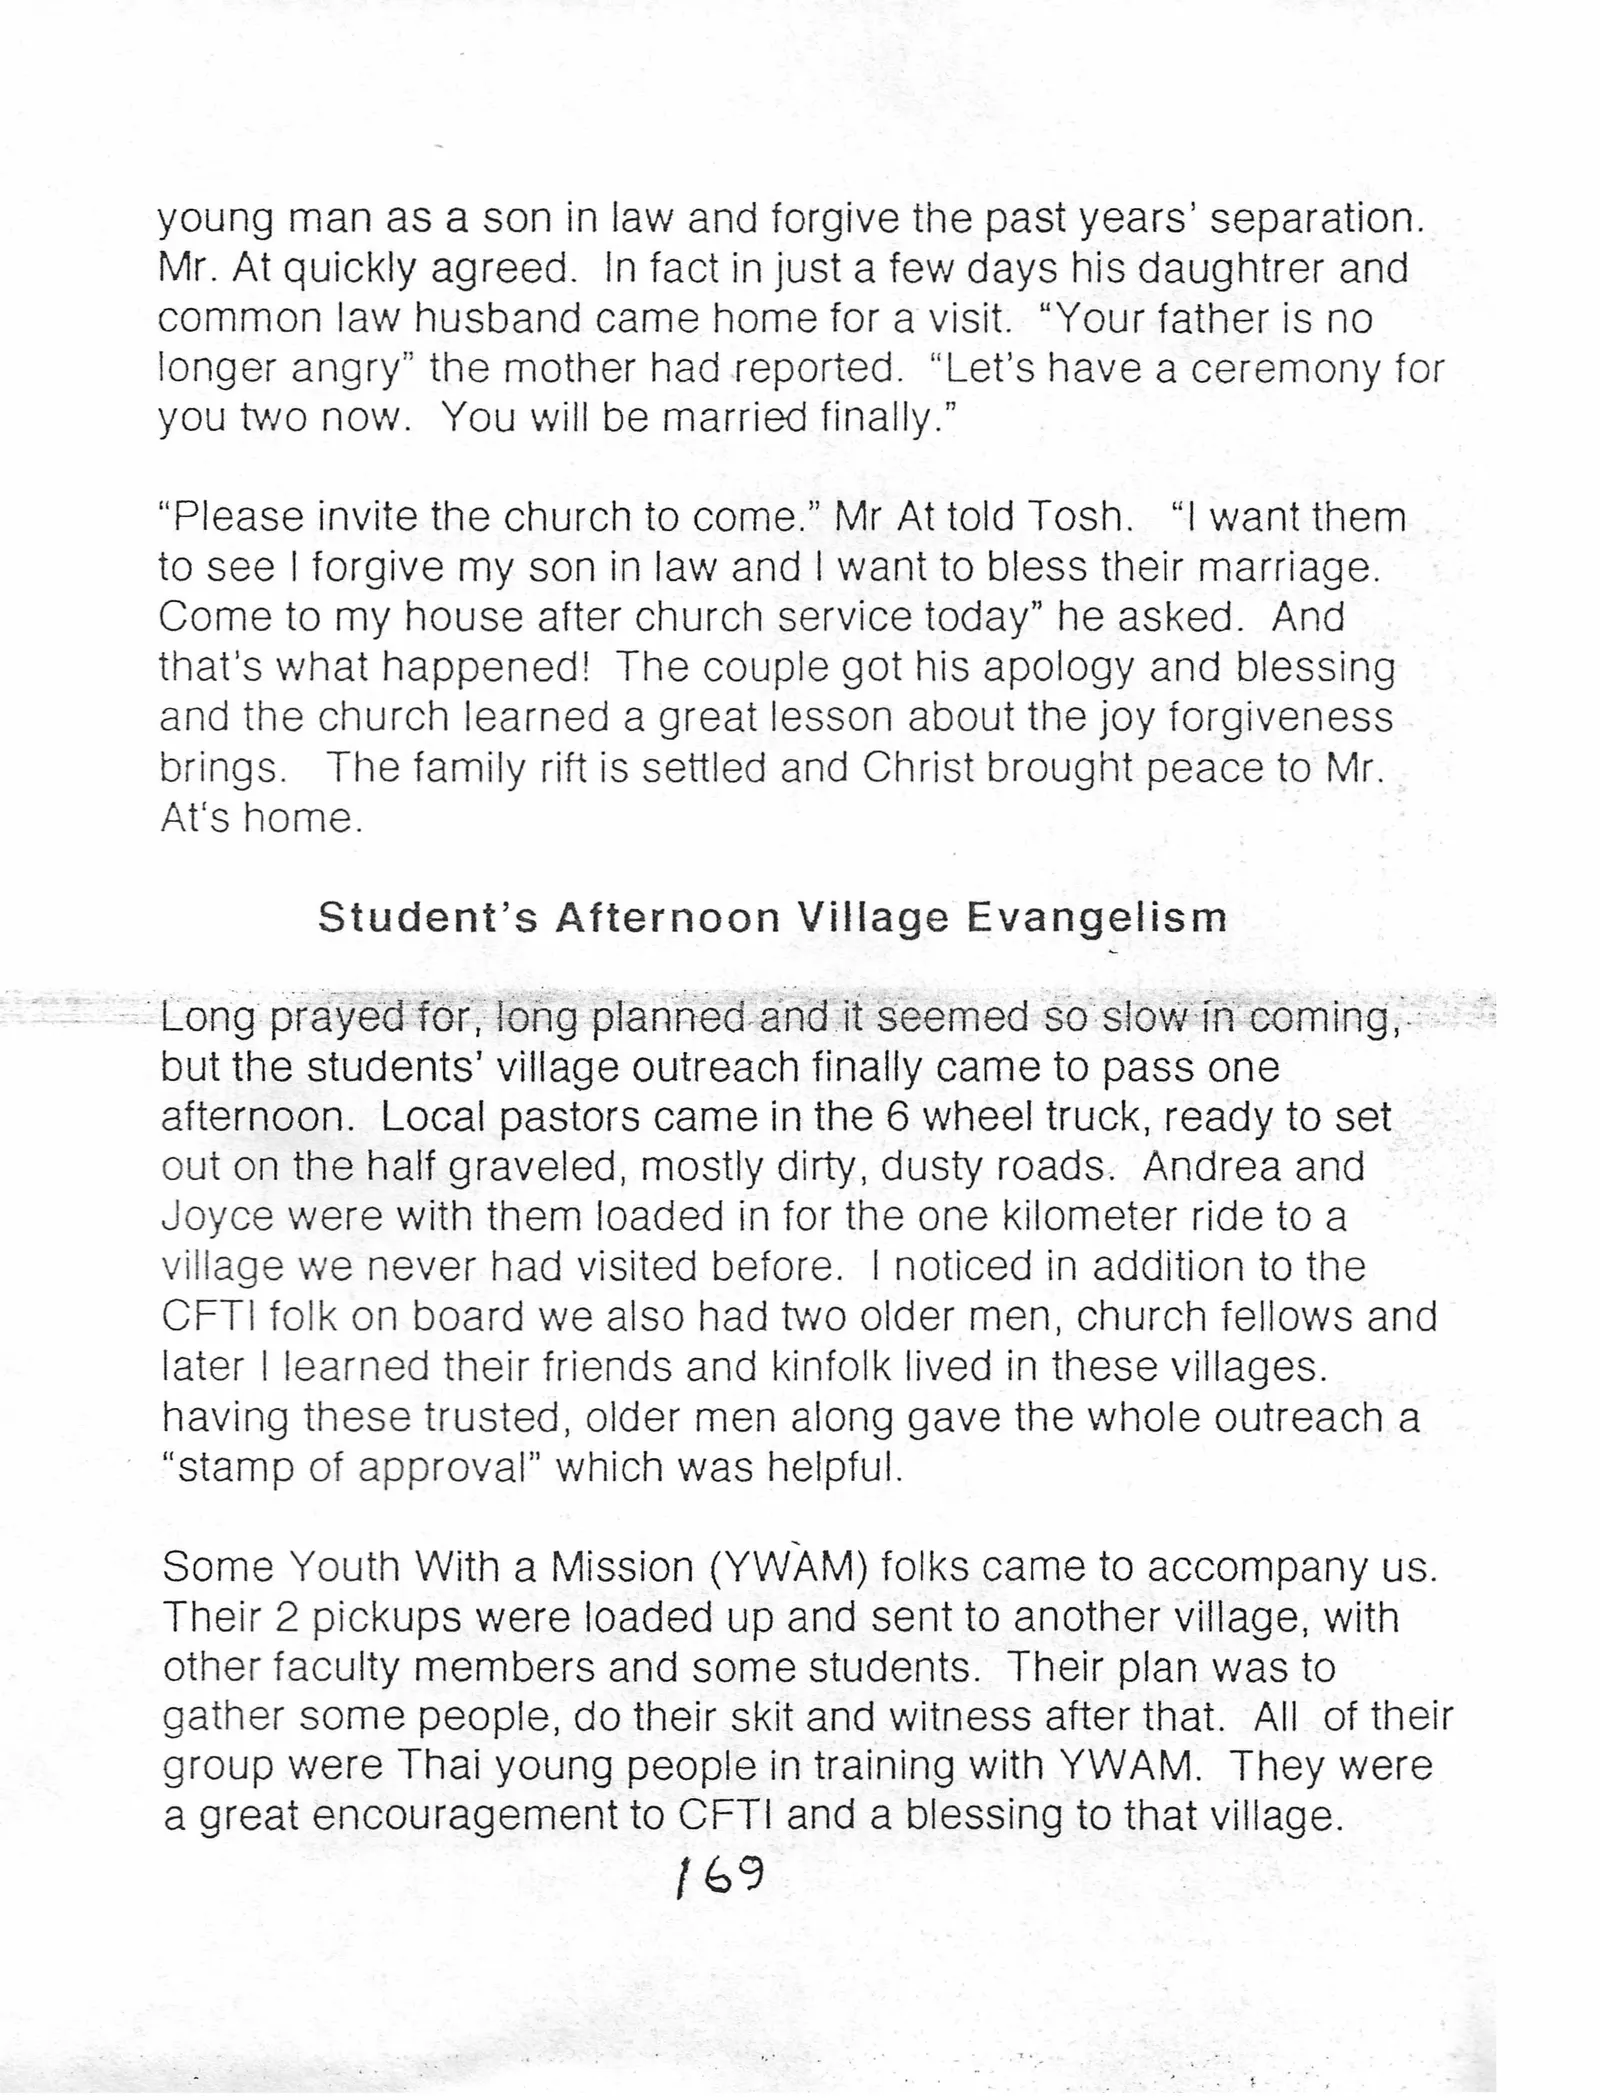 young man as a son in law and forgive the past years’ separation.
Mr. At quickly agreed. In fact in just a few days his daughtrer and
common law husband came home for a visit. “Your father is no
longer angry” the mother had reported. “Let’s have a ceremony for
you two now. You will be married finally.”
“Please invite the church to come.” Mr At told Tosh. “I want them
to see I forgive my son in law and I want to bless their marriage.
Come to my house after church service today” he asked. And
that’s what happened! The couple got his apology and blessing
and the church learned a great lesson about the joy forgiveness
brings. The family rift is settled and Christ brought peace to Mr.
At‘s home.
Student’s Afternoon Village Evangelism
Long prayed for, long planned and it seemed so slow in coming,
but the students’ village outreach finally came to pass one
afternoon. Local pastors came in the 6 wheel truck, ready to set
out on the half graveled, mostly dirty, dusty roads. Andrea and
Joyce were with them loaded in for the one kilometer ride to a
village we never had visited before. I noticed in addition to the
CFTI folk on board we also had two older men, church fellows and
later I learned their friends and kinfolk lived in these villages.
having these trusted, older men along gave the whole outreach a
“stamp of approval” which was helpful.
Some Youth With a Mission (YWAM) folks came to accompany us.
Their 2 pickups were loaded up and sent to another village, with
other faculty members and some students. Their plan was to
gather some people, do their skit and witness after that. All of their
group were Thai young people in training with YWAM. They were
a great encouragement to CFTI and a blessing to that village.
169